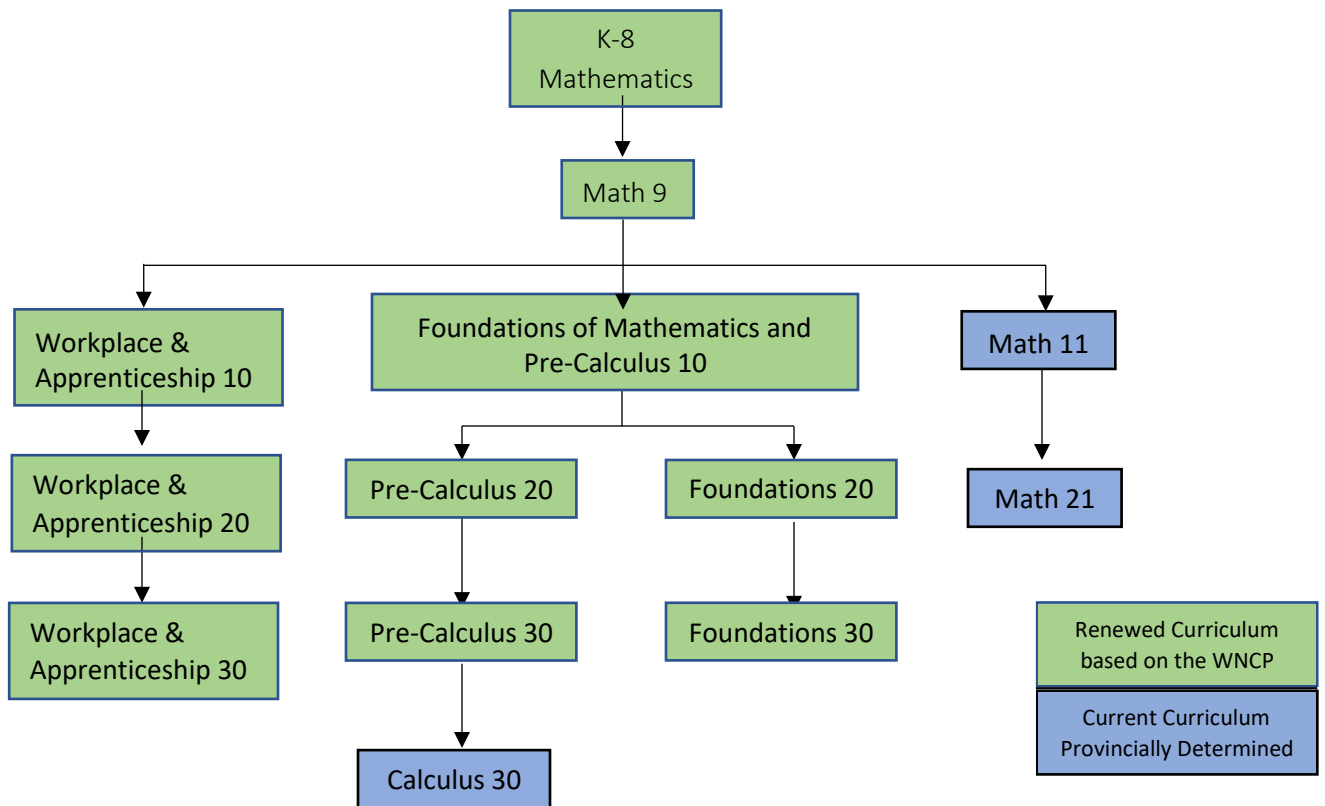 K-8
Mathematics
Math 9
Workplace &
Apprenticeship 10
Foundations of Mathematics and
Pre-Calculus 10
Math 11
Workplace &
Apprenticeship 20
Pre-Calculus 20
Foundations 20
Math 21
Workplace &
Apprenticeship 30
Pre-Calculus 30
Foundations 30
Renewed Curriculum
based on the WNCP
Current Curriculum
Provincially Determined
Calculus 30